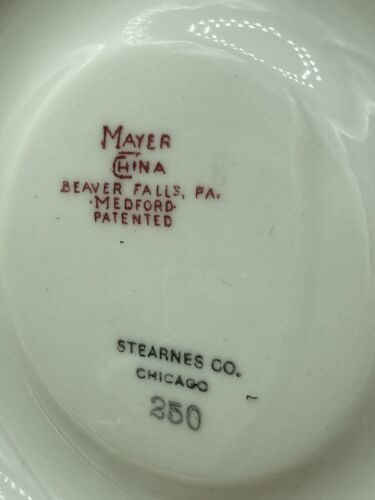 MAYER
CHINA
BEAVER FALLS, PA.
·MEDFORD·
PATENTED
STEARNES CO.
CHICAGO
250